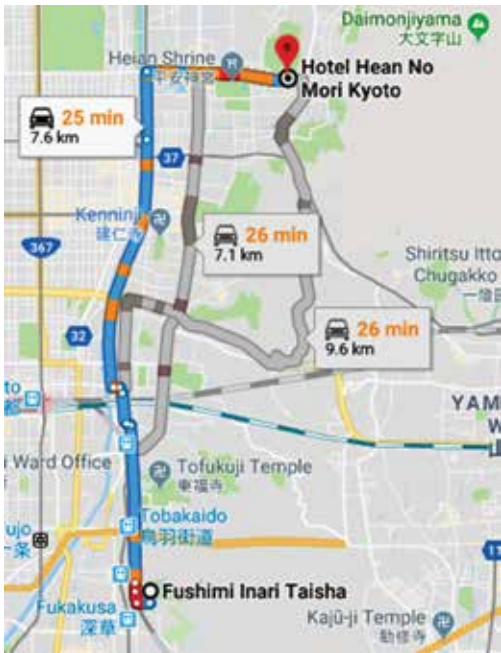 Daimonjiyama
大文字山
Heian Shrine
平安神宮
Hotel Hean No
Mori Kyoto
25 min
7.6 km
37
Kenninji
建仁寺
26 min
7.1 km
367
Shiritsu Itto
Chugakko
26 min
9.6 km
32
to
YAM
W
i Ward Office
Tofukuji Temple
東福寺
Tobakaido
鳥羽街道
ujo
条
Fushimi Inari Taisha
Fukakusa
深草
Kajū-ji Temple
勧修寺